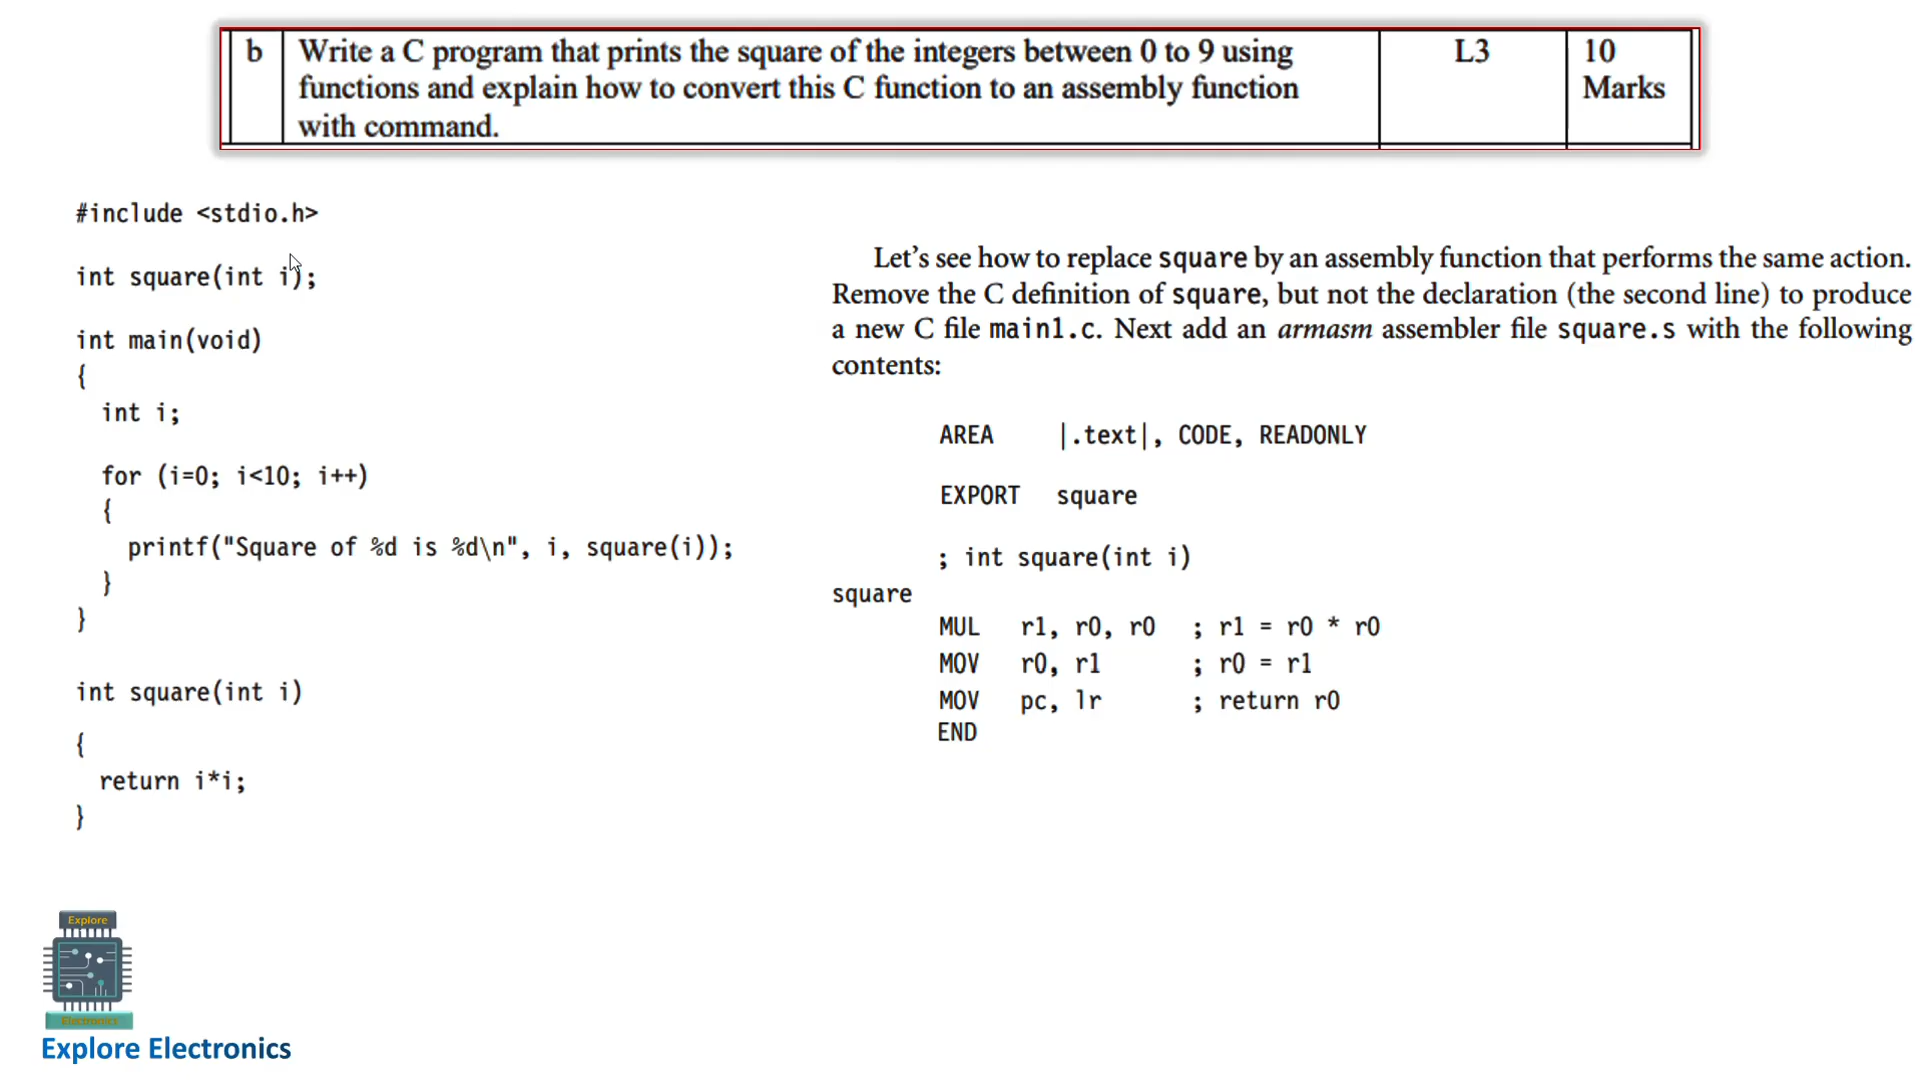 b Write a C program that prints the square of the integers between 0 to 9 using L3 10
functions and explain how to convert this C function to an assembly function Marks
with command.
#include <stdio.h>
int square(int i);
int main(void)
{
int i;
for (i=0; i<10; i++)
{
printf("Square of %d is %d\n", i, square(i));
}
}
int square(int i)
{
return i*i;
}
Let's see how to replace square by an assembly function that performs the same action.
Remove the C definition of square, but not the declaration (the second line) to produce
a new C file main1.c. Next add an armasm assembler file square.s with the following
contents:
AREA |.text|, CODE, READONLY
EXPORT square
; int square(int i)
square
MUL r1, r0, r0 ; r1 = r0 * r0
MOV r0, r1 ; r0 = r1
MOV pc, lr ; return r0
END
Explore
Electronics
Explore Electronics